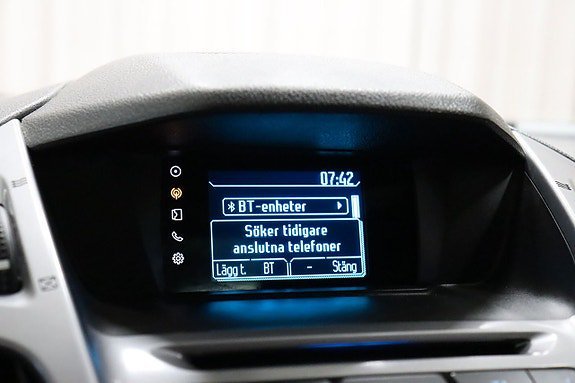 07:42
BT-enheter
Söker tidigare
anslutna telefoner
Lägg t. BT - Stäng